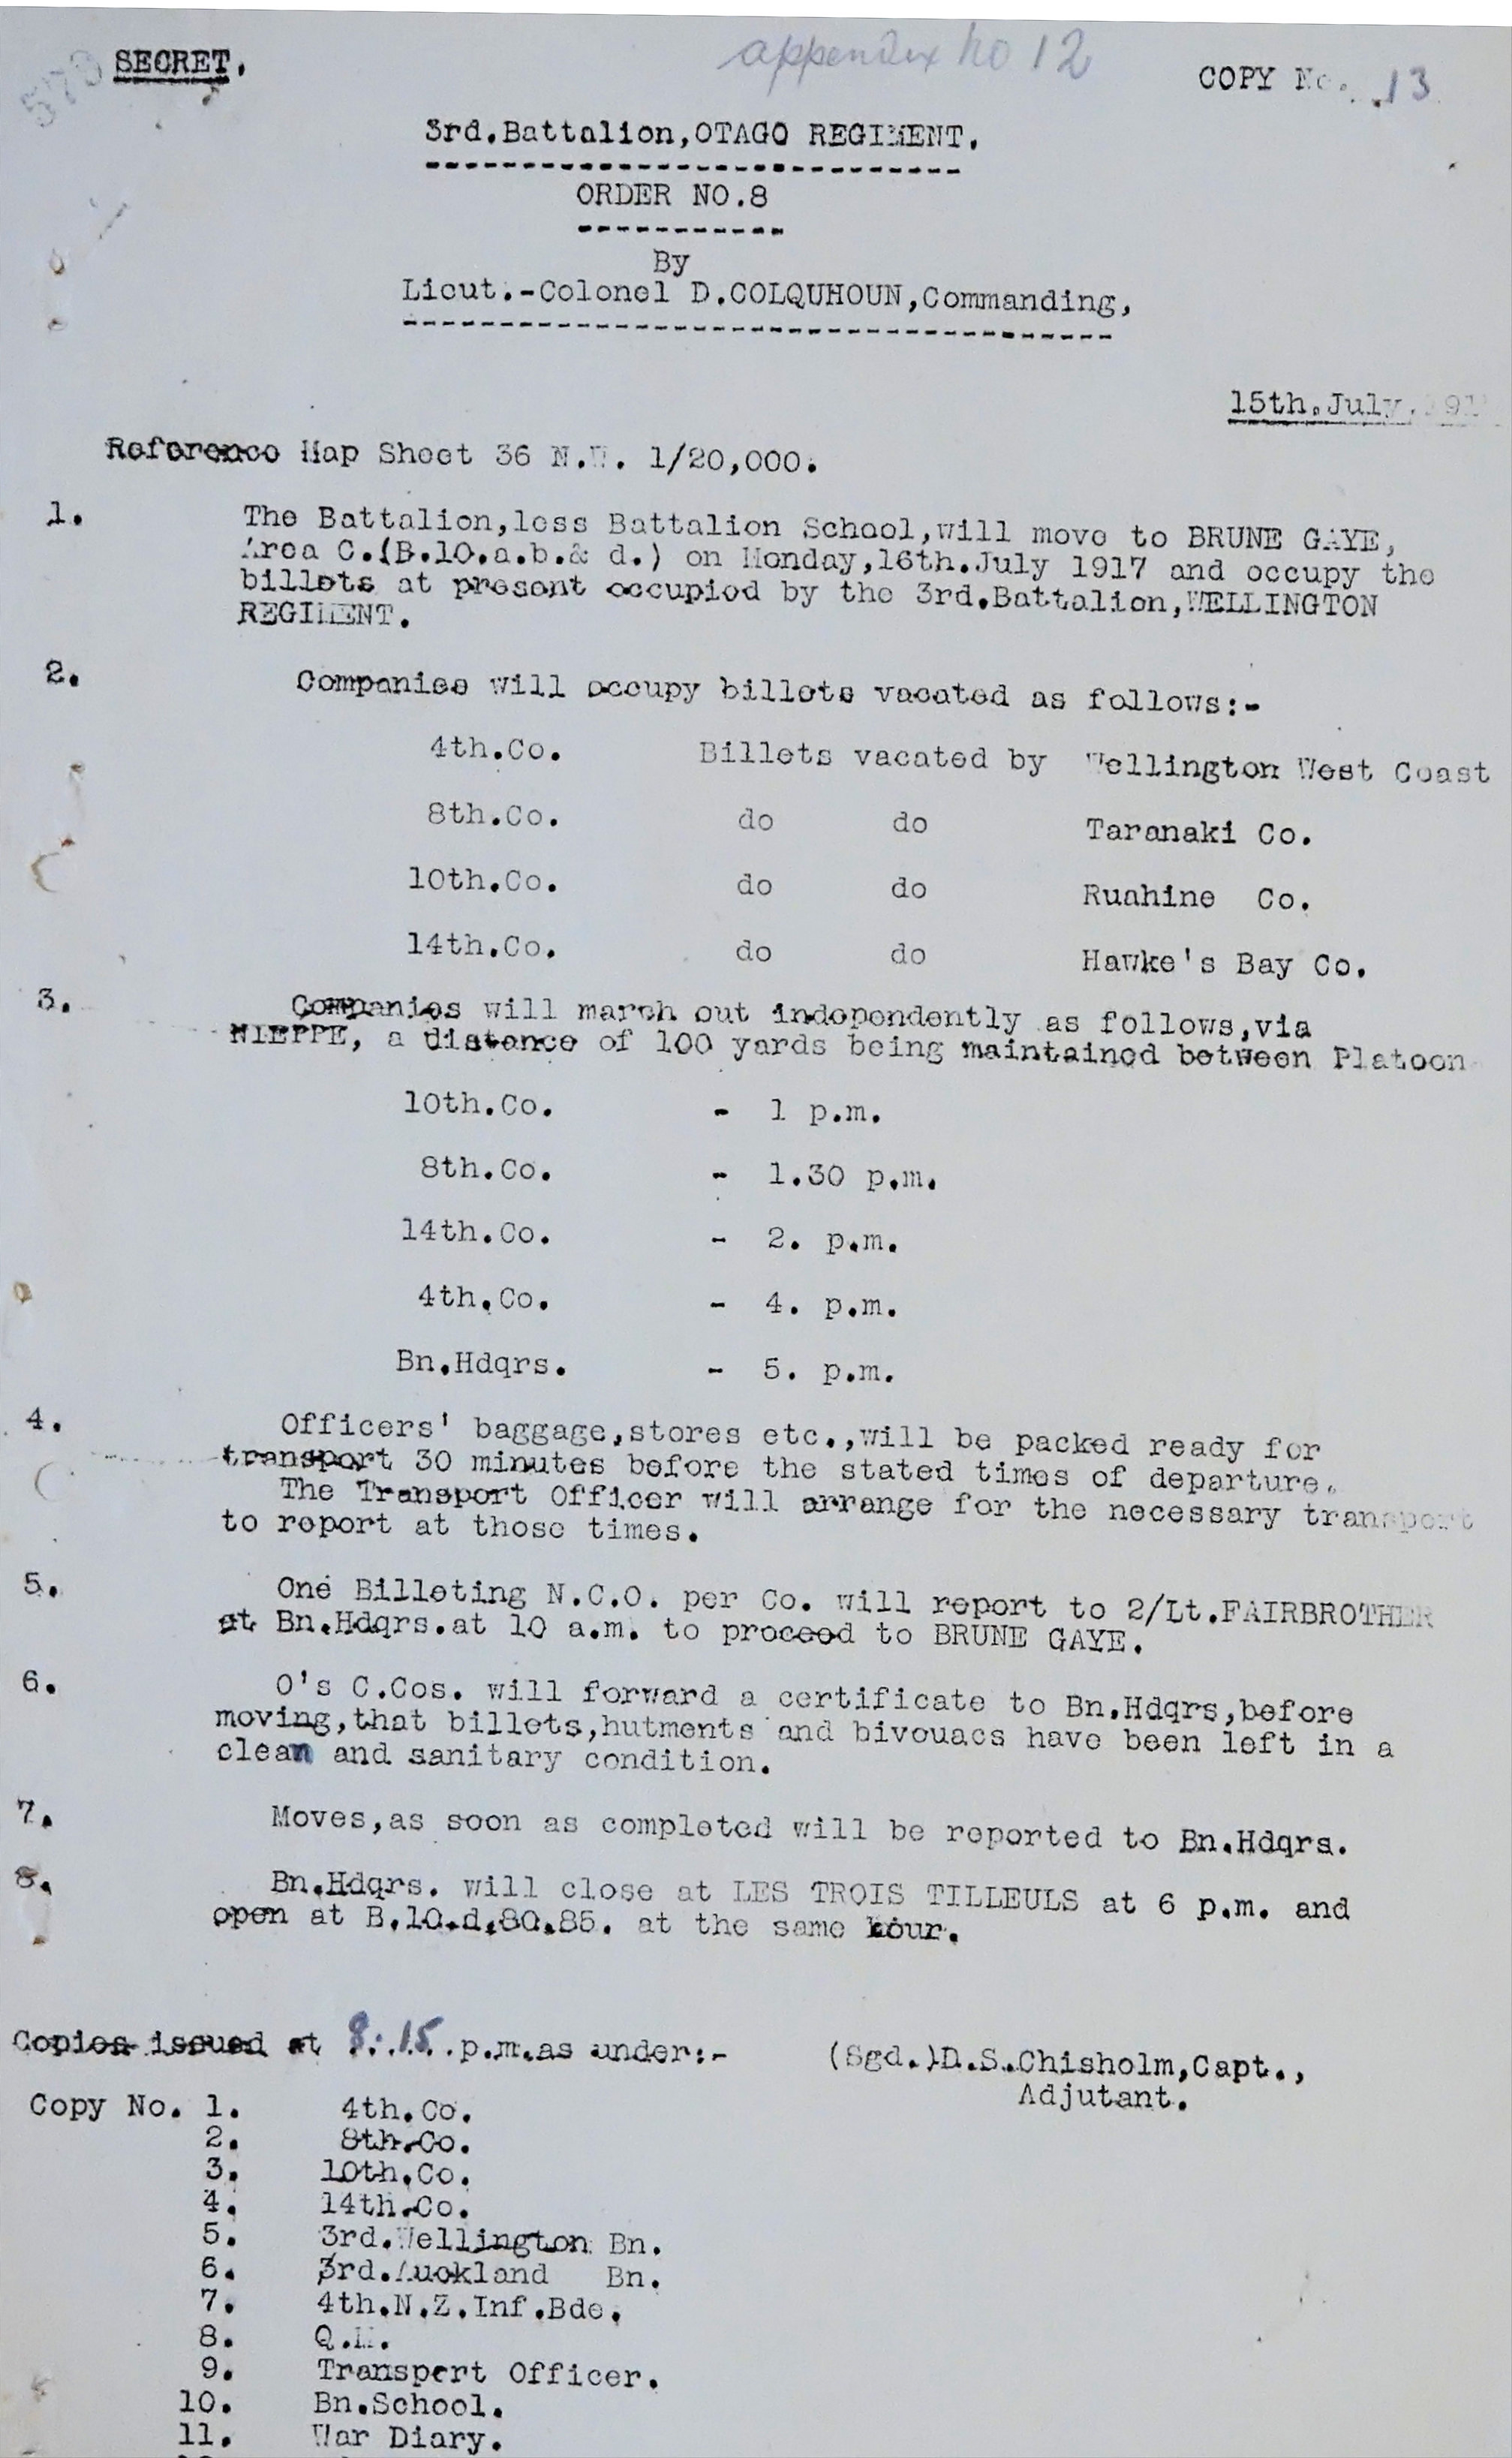 SECRET.
appendix no 12
COPY No. 13
573
3rd.Battalion,OTAGO REGIMENT.
ORDER NO.8
By
Lieut.-Colonel D.COLQUHOUN,Commanding,
15th.July, 191
Reference Map Sheet 36 N.W. 1/20,000.
1. The Battalion,less Battalion School,will move to BRUNE GAYE,
Area C.(B.10.a.b.& d.) on Monday,16th.July 1917 and occupy the
billets at present occupied by the 3rd.Battalion,WELLINGTON
REGIMENT.
2. Companies will occupy billets vacated as follows:-
4th.Co. Billets vacated by Wellington West Coast
8th.Co. do do Taranaki Co.
10th.Co. do do Ruahine Co.
14th.Co. do do Hawke's Bay Co.
3. Companies will march out independently as follows,via
NIEPPE, a distance of 100 yards being maintained between Platoon
10th.Co. - 1 p.m.
8th.Co. - 1.30 p.m.
14th.Co. - 2. p.m.
4th.Co. - 4. p.m.
Bn.Hdqrs. - 5. p.m.
4. Officers' baggage,stores etc.,will be packed ready for
transport 30 minutes before the stated times of departure.
The Transport Officer will arrange for the necessary transport
to report at those times.
5. One Billeting N.C.O. per Co. will report to 2/Lt.FAIRBROTHER
at Bn.Hdqrs.at 10 a.m. to proceed to BRUNE GAYE.
6. O's C.Cos. will forward a certificate to Bn.Hdqrs,before
moving,that billets,hutments and bivouacs have been left in a
clean and sanitary condition.
7. Moves,as soon as completed will be reported to Bn.Hdqrs.
8. Bn.Hdqrs. will close at LES TROIS TILLEULS at 6 p.m. and
open at B.10.d.80.85. at the same hour.
Copies issued at 8.15 p.m.as under:-
(Sgd.)D.S.Chisholm,Capt.,
Adjutant.
Copy No. 1. 4th.Co.
2. 8th.Co.
3. 10th.Co.
4. 14th.Co.
5. 3rd.Wellington Bn.
6. 3rd.Auckland Bn.
7. 4th.N.Z.Inf.Bde.
8. Q.M.
9. Transport Officer.
10. Bn.School.
11. War Diary.